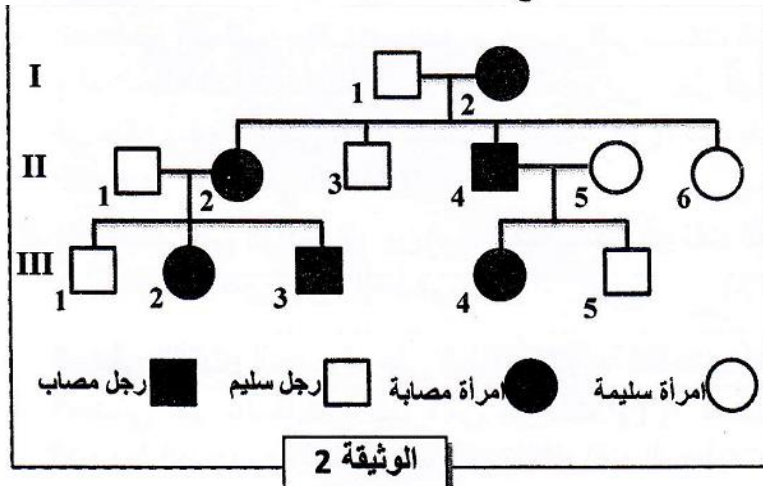 I
1 2
II
1 2 3 4 5 6
III
1 2 3 4 5
امرأة سليمة امرأة مصابة رجل سليم رجل مصاب
الوثيقة 2